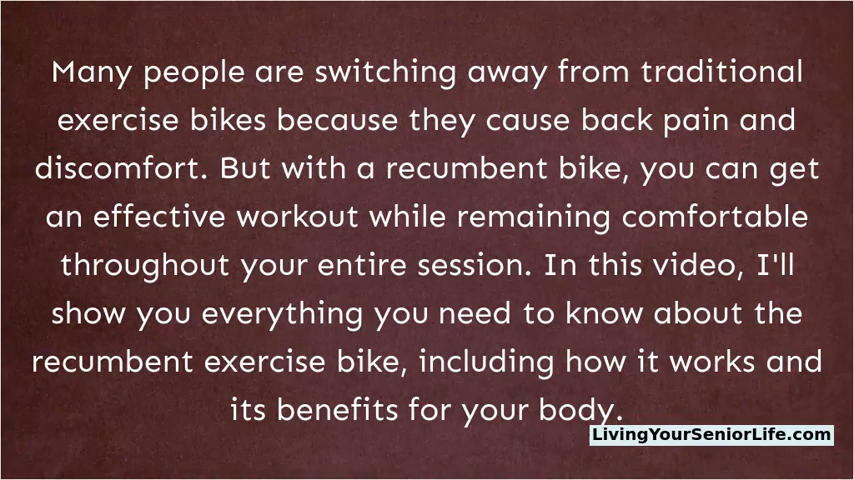 Many people are switching away from traditional
exercise bikes because they cause back pain and
discomfort. But with a recumbent bike, you can get
an effective workout while remaining comfortable
throughout your entire session. In this video, I'll
show you everything you need to know about the
recumbent exercise bike, including how it works and
its benefits for your body.
LivingYourSeniorLife.com